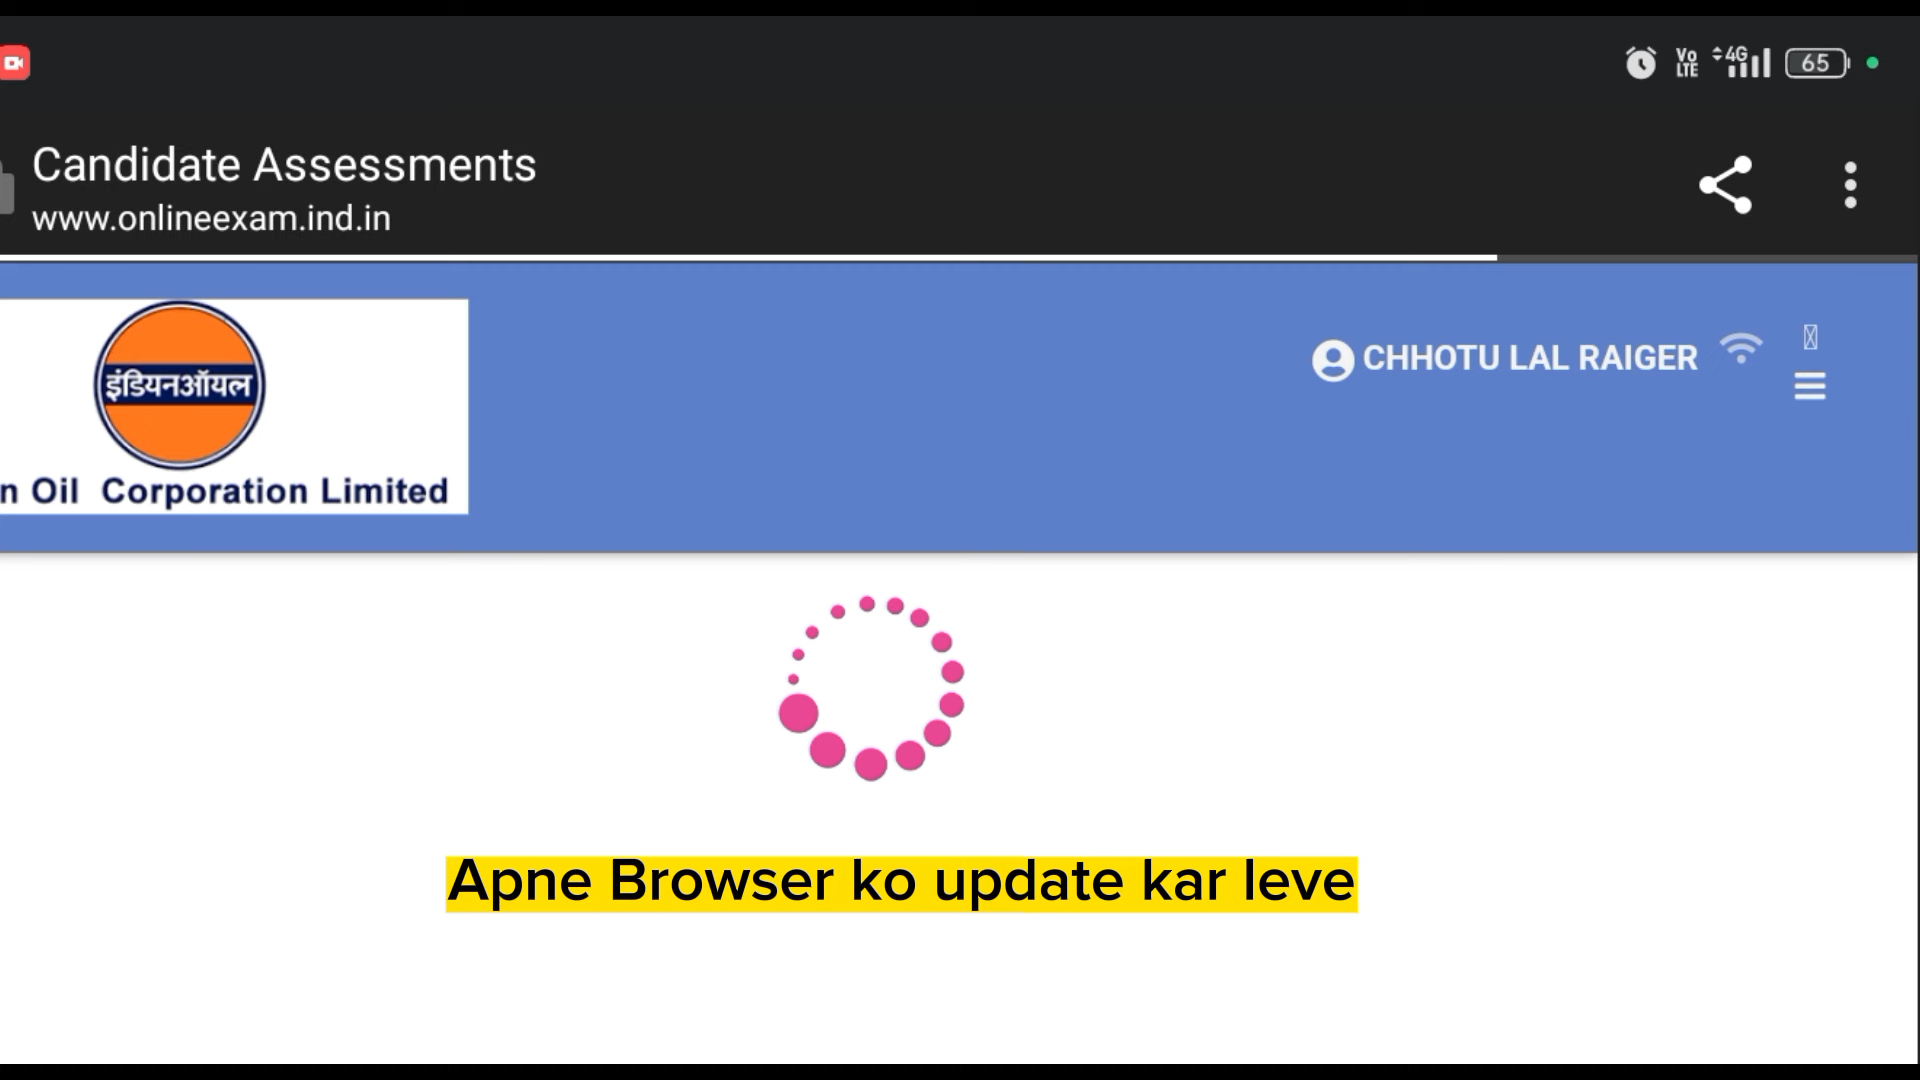 Vo LTE 4G 65
Candidate Assessments
www.onlineexam.ind.in
इंडियनऑयल
CHHOTU LAL RAIGER
n Oil Corporation Limited
Apne Browser ko update kar leve